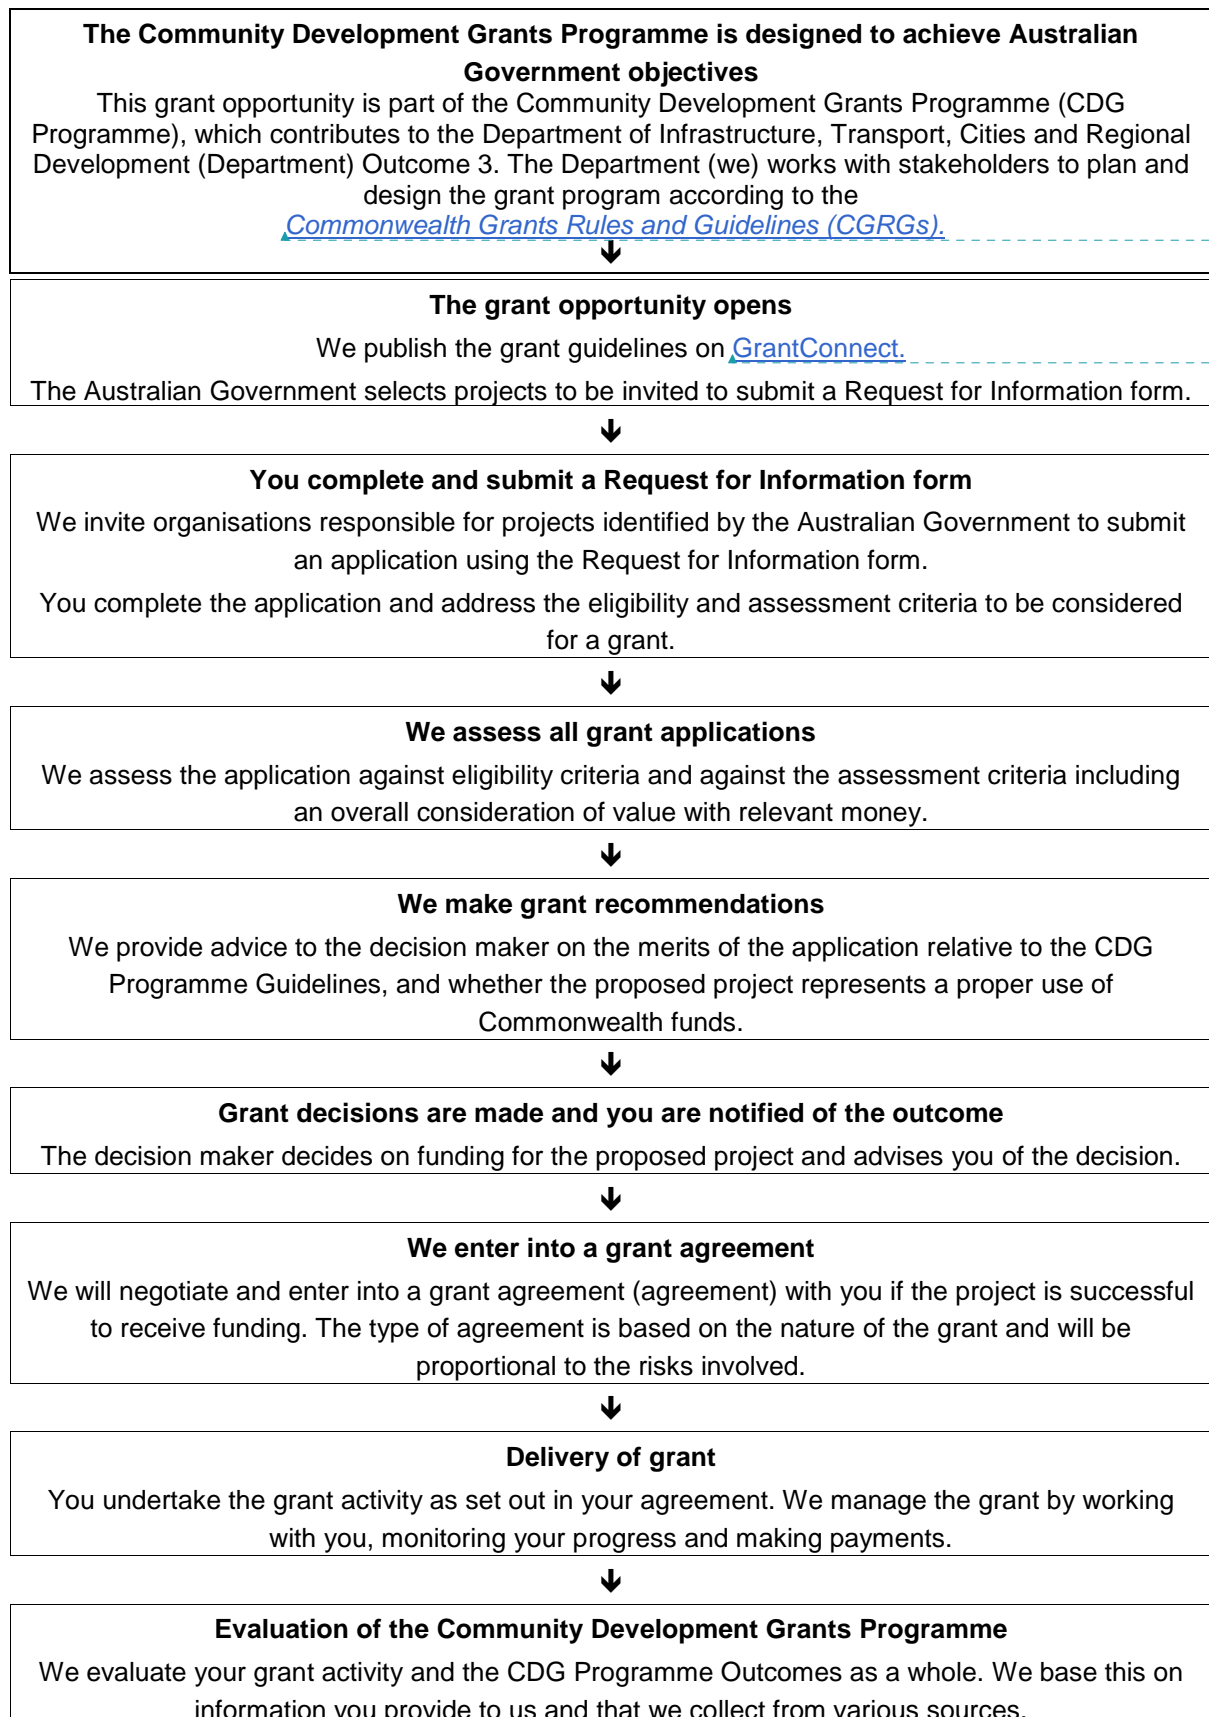 The Community Development Grants Programme is designed to achieve Australian
Government objectives
This grant opportunity is part of the Community Development Grants Programme (CDG
Programme), which contributes to the Department of Infrastructure, Transport, Cities and Regional
Development (Department) Outcome 3. The Department (we) works with stakeholders to plan and
design the grant program according to the
Commonwealth Grants Rules and Guidelines (CGRGs).
The grant opportunity opens
We publish the grant guidelines on GrantConnect.
The Australian Government selects projects to be invited to submit a Request for Information form.
You complete and submit a Request for Information form
We invite organisations responsible for projects identified by the Australian Government to submit
an application using the Request for Information form.
You complete the application and address the eligibility and assessment criteria to be considered
for a grant.
We assess all grant applications
We assess the application against eligibility criteria and against the assessment criteria including
an overall consideration of value with relevant money.
We make grant recommendations
We provide advice to the decision maker on the merits of the application relative to the CDG
Programme Guidelines, and whether the proposed project represents a proper use of
Commonwealth funds.
Grant decisions are made and you are notified of the outcome
The decision maker decides on funding for the proposed project and advises you of the decision.
We enter into a grant agreement
We will negotiate and enter into a grant agreement (agreement) with you if the project is successful
to receive funding. The type of agreement is based on the nature of the grant and will be
proportional to the risks involved.
Delivery of grant
You undertake the grant activity as set out in your agreement. We manage the grant by working
with you, monitoring your progress and making payments.
Evaluation of the Community Development Grants Programme
We evaluate your grant activity and the CDG Programme Outcomes as a whole. We base this on
information you provide to us and that we collect from various sources.